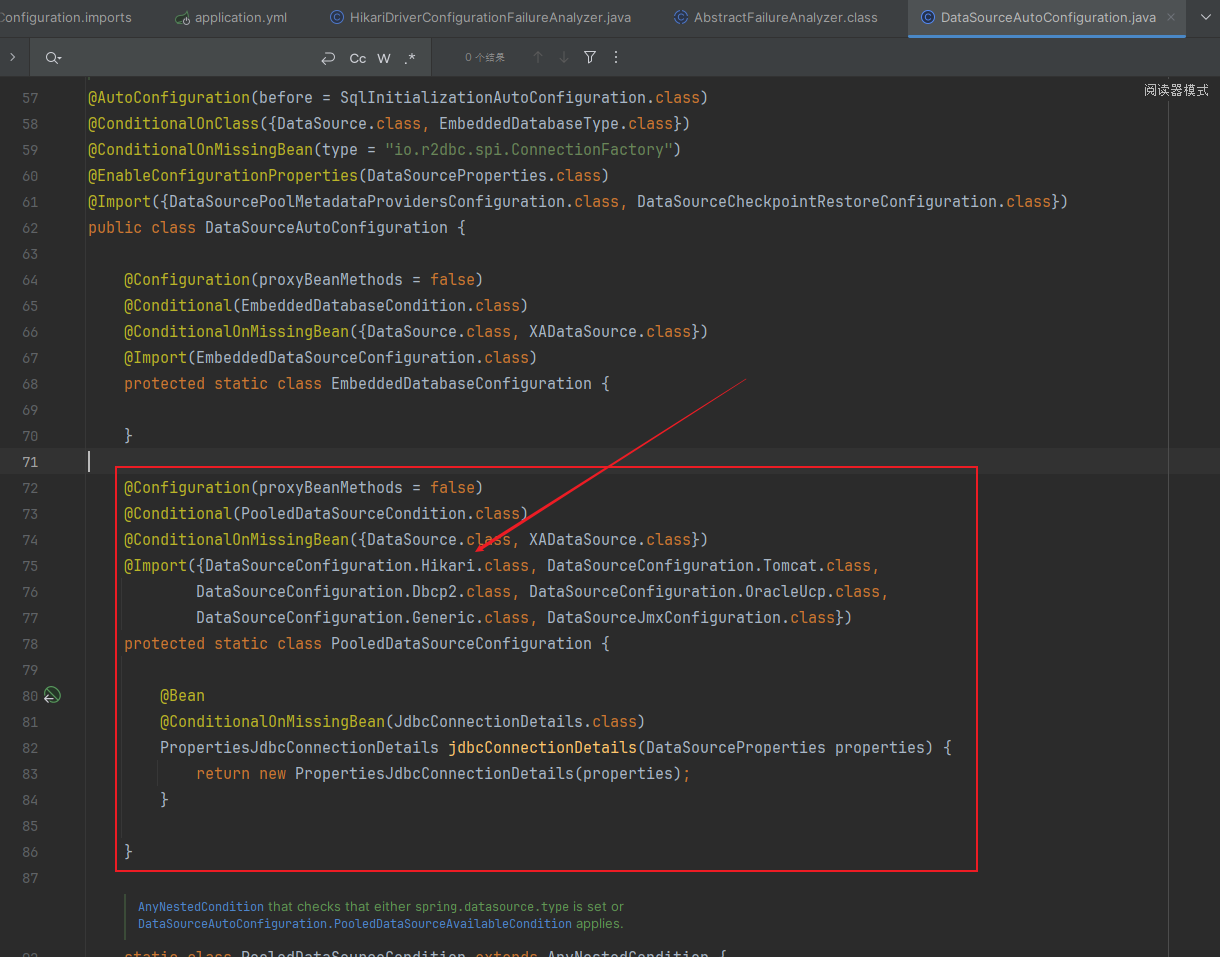 Configuration.imports application.yml HikariDriverConfigurationFailureAnalyzer.java AbstractFailureAnalyzer.class DataSourceAutoConfiguration.java
Cc W .* 0 个结果
阅读器模式
57 @AutoConfiguration(before = SqlInitializationAutoConfiguration.class)
58 @ConditionalOnClass({DataSource.class, EmbeddedDatabaseType.class})
59 @ConditionalOnMissingBean(type = "io.r2dbc.spi.ConnectionFactory")
60 @EnableConfigurationProperties(DataSourceProperties.class)
61 @Import({DataSourcePoolMetadataProvidersConfiguration.class, DataSourceCheckpointRestoreConfiguration.class})
62 public class DataSourceAutoConfiguration {
63
64 @Configuration(proxyBeanMethods = false)
65 @Conditional(EmbeddedDatabaseCondition.class)
66 @ConditionalOnMissingBean({DataSource.class, XADataSource.class})
67 @Import(EmbeddedDataSourceConfiguration.class)
68 protected static class EmbeddedDatabaseConfiguration {
69
70 }
71
72 @Configuration(proxyBeanMethods = false)
73 @Conditional(PooledDataSourceCondition.class)
74 @ConditionalOnMissingBean({DataSource.class, XADataSource.class})
75 @Import({DataSourceConfiguration.Hikari.class, DataSourceConfiguration.Tomcat.class,
76 DataSourceConfiguration.Dbcp2.class, DataSourceConfiguration.OracleUcp.class,
77 DataSourceConfiguration.Generic.class, DataSourceJmxConfiguration.class})
78 protected static class PooledDataSourceConfiguration {
79
80 @Bean
81 @ConditionalOnMissingBean(JdbcConnectionDetails.class)
82 PropertiesJdbcConnectionDetails jdbcConnectionDetails(DataSourceProperties properties) {
83 return new PropertiesJdbcConnectionDetails(properties);
84 }
85
86 }
87
AnyNestedCondition that checks that either spring.datasource.type is set or
DataSourceAutoConfiguration.PooledDataSourceAvailableCondition applies.
static class PooledDataSourceCondition extends AnyNestedCondition {